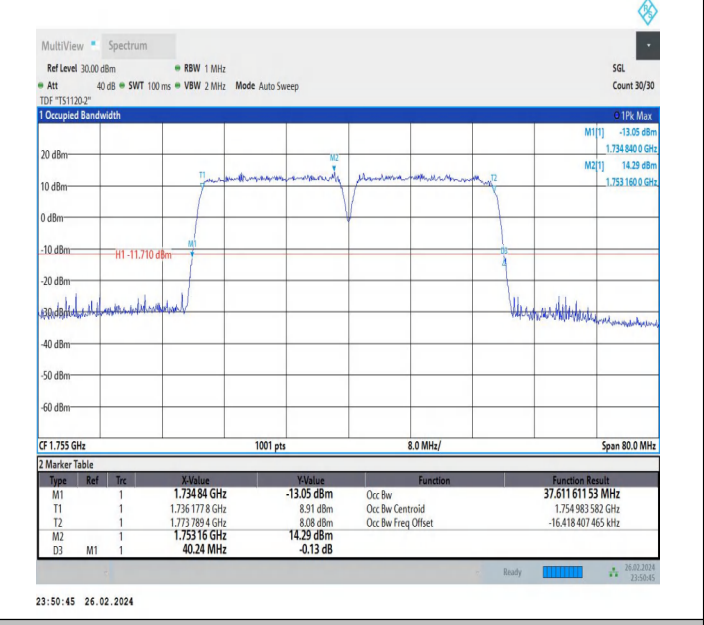 MultiView Spectrum
Ref Level 30.00 dBm RBW 1 MHz SGL
Att 40 dB SWT 100 ms VBW 2 MHz Mode Auto Sweep Count 30/30
TDF "TS1120-2"
1 Occupied Bandwidth 1Pk Max
M1[1] -13.05 dBm
1.734 840 0 GHz
M2[1] 14.29 dBm
1.753 160 0 GHz
20 dBm
M2
T1
T2
10 dBm
0 dBm
M1
-10 dBm
H1 -11.710 dBm
D3
-20 dBm
-30 dBm
-40 dBm
-50 dBm
-60 dBm
CF 1.755 GHz 1001 pts 8.0 MHz/ Span 80.0 MHz
2 Marker Table
Type Ref Trc X-Value Y-Value Function Function Result
M1 1 1.734 84 GHz -13.05 dBm Occ Bw 37.611 611 53 MHz
T1 1 1.736 177 8 GHz 8.91 dBm Occ Bw Centroid 1.754 983 582 GHz
T2 1 1.773 789 4 GHz 8.08 dBm Occ Bw Freq Offset -16.418 407 465 kHz
M2 1 1.753 16 GHz 14.29 dBm
D3 M1 1 40.24 MHz -0.13 dB
Ready 26.02.2024
23:50:45
23:50:45 26.02.2024